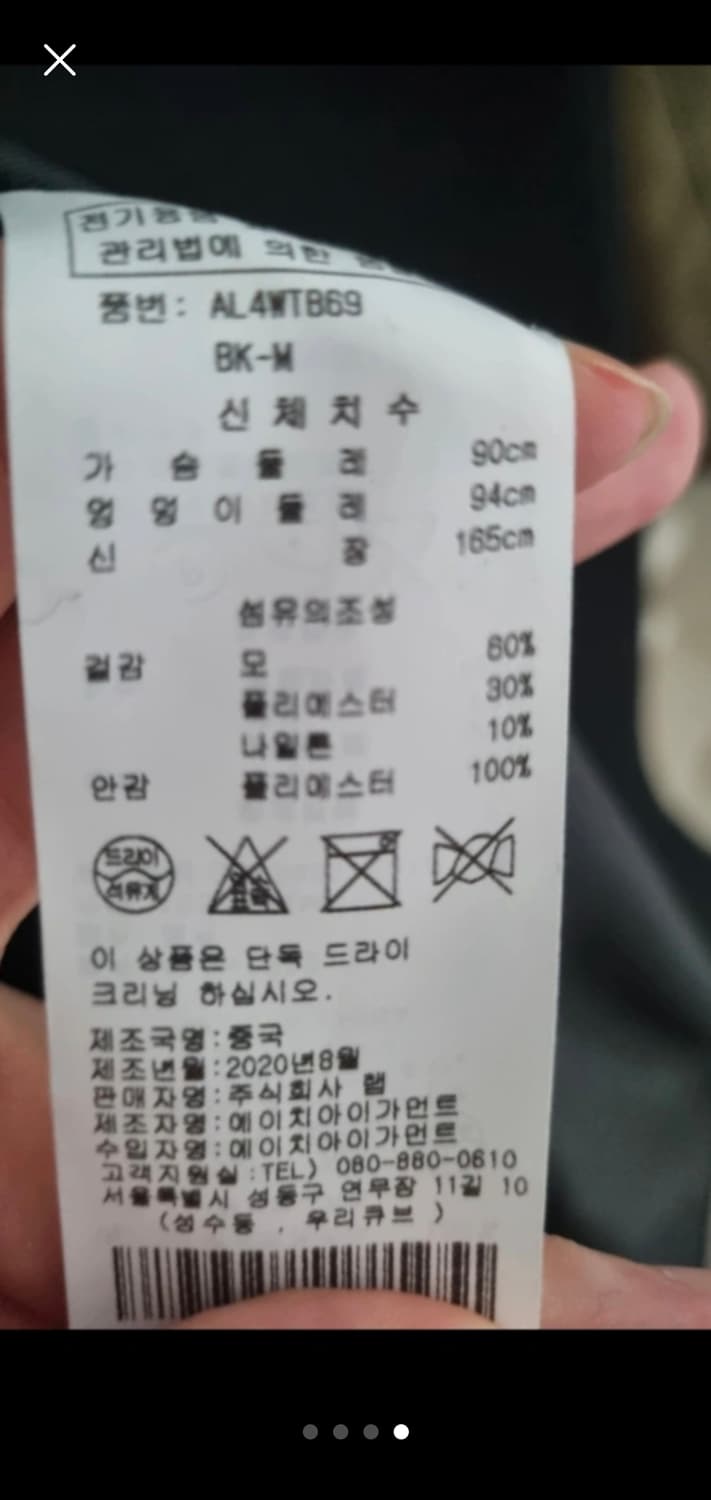 관리법에 의한
품번: AL4WTB69
BK-M
신체치수
가슴둘레 90cm
엉덩이둘레 94cm
신장 165cm
섬유의조성
겉감 모 60%
폴리에스터 30%
나일론 10%
안감 폴리에스터 100%
드라이
석유계
이 상품은 단독 드라이
크리닝 하십시오.
제조국명:중국
제조년월:2020년8월
판매자명:주식회사 램
제조자명:에이치아이가먼트
수입자명:에이치아이가먼트
고객지원실:TEL) 080-880-0610
서울특별시 성동구 연무장 11길 10
(성수동 , 우리큐브 )